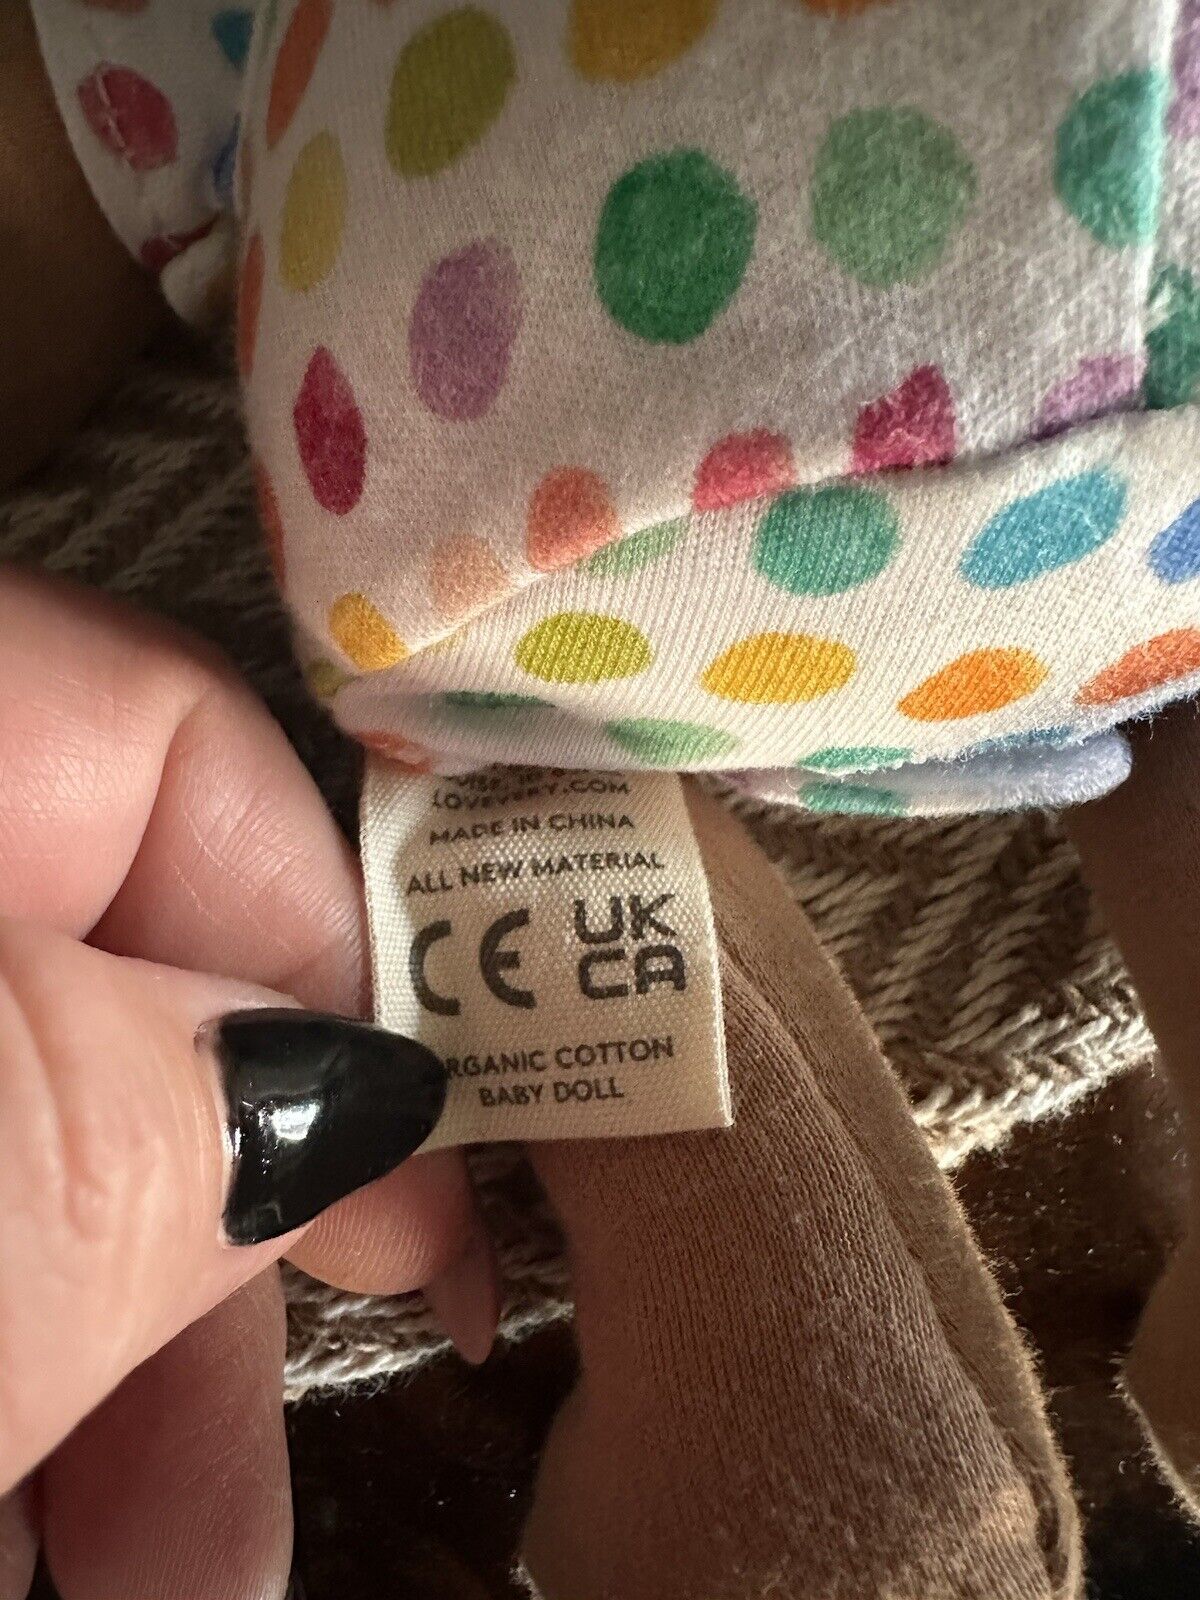 LOVEVERY.COM
MADE IN CHINA
ALL NEW MATERIAL
CE UK
CA
RGANIC COTTON
BABY DOLL